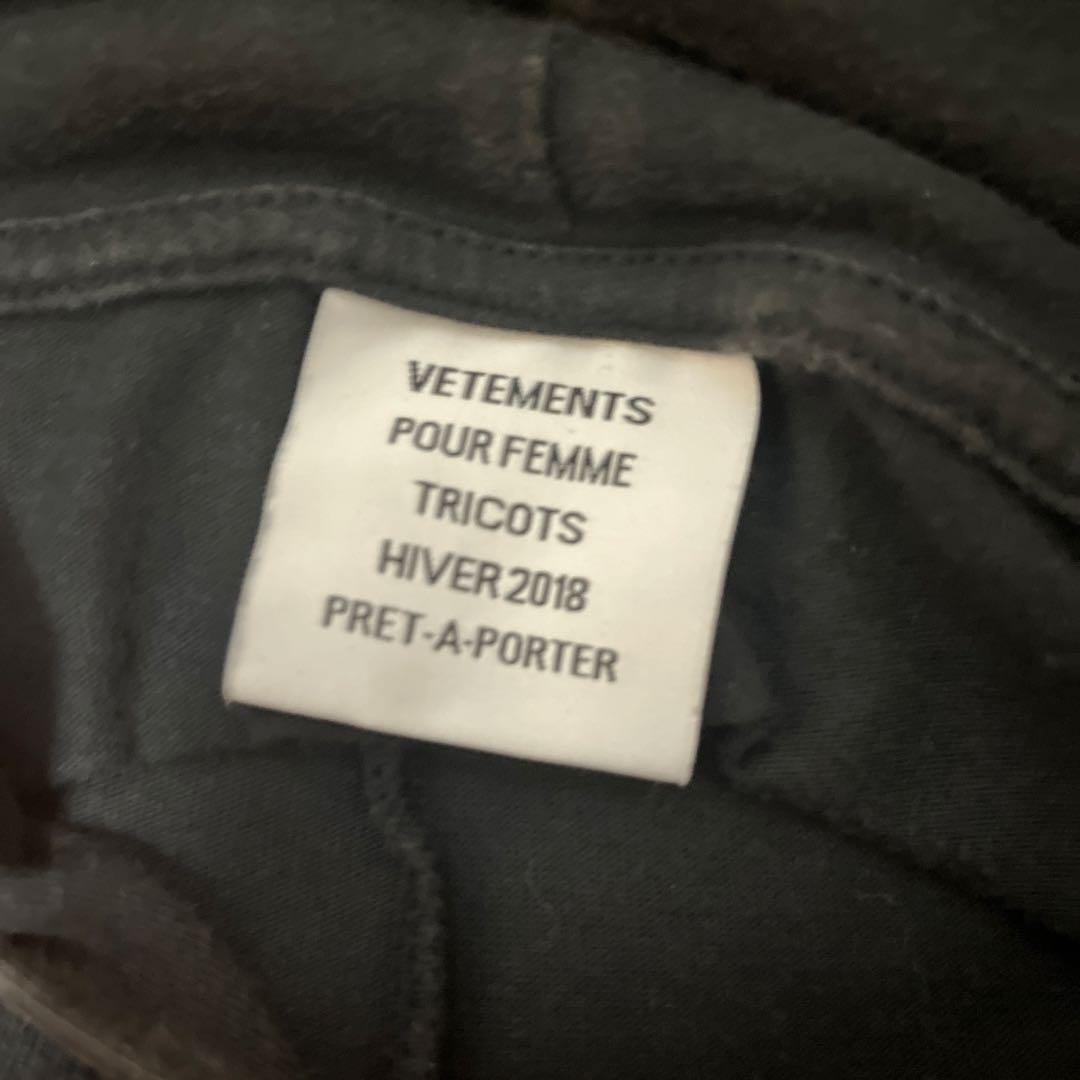 VETEMENTS
POUR FEMME
TRICOTS
HIVER 2018
PRET-A-PORTER